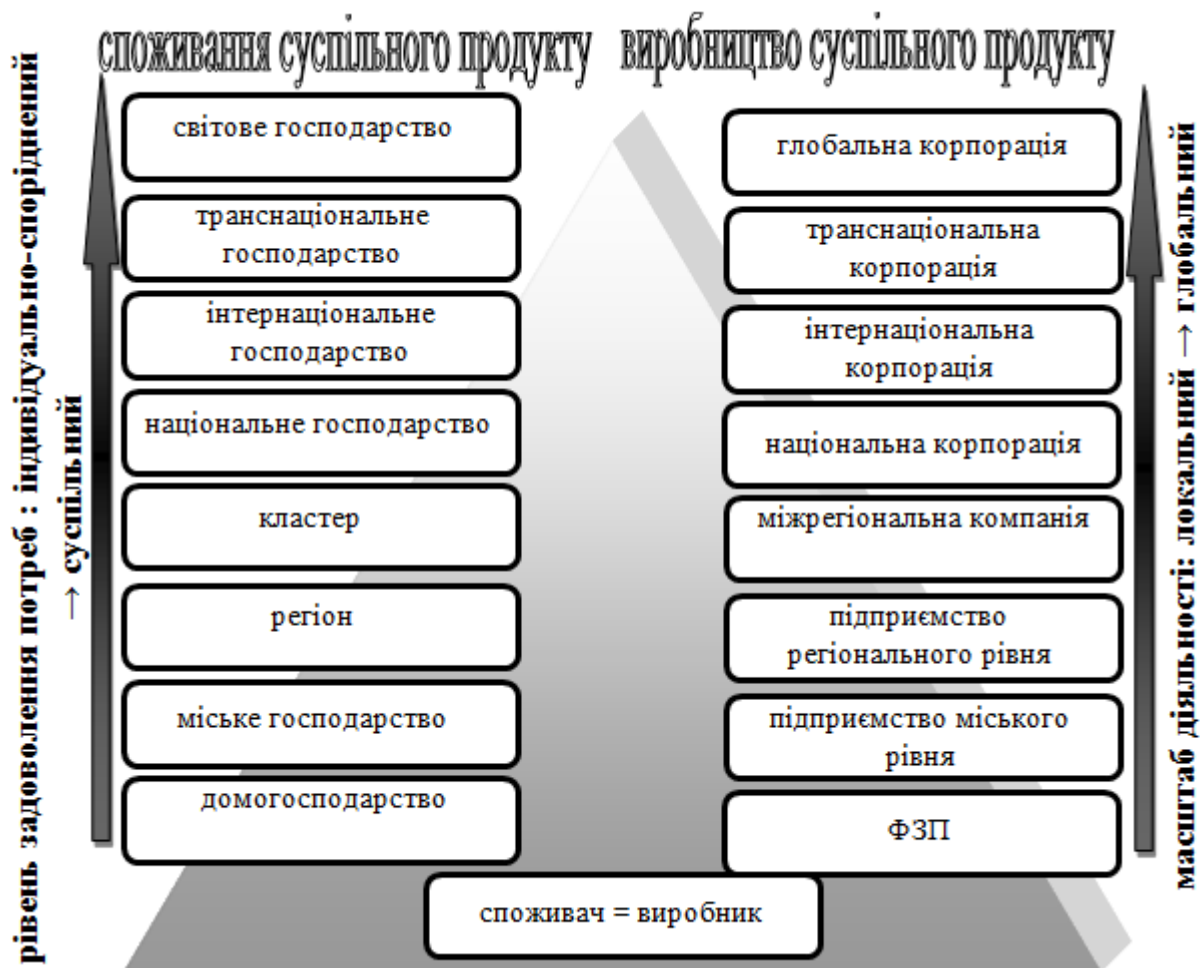 споживання суспільного продукту
виробництво суспільного продукту
рівень задоволення потреб : індивідуально-споріднений
→ суспільний
світове господарство
транснаціональне
господарство
інтернаціональне
господарство
національне господарство
кластер
регіон
міське господарство
домогосподарство
глобальна корпорація
транснаціональна
корпорація
інтернаціональна
корпорація
національна корпорація
міжрегіональна компанія
підприємство
регіонального рівня
підприємство міського
рівня
ФЗП
масштаб діяльності: локальний → глобальний
споживач = виробник